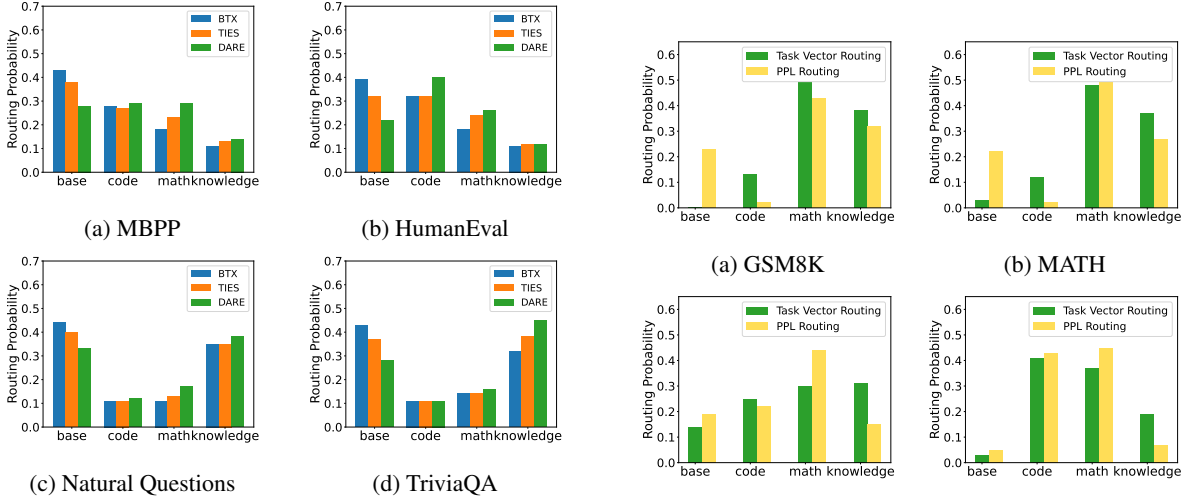 0.7
0.6
0.5
0.4
0.3
0.2
0.1
0.0
Routing Probability
BTX
TIES
DARE
base code math knowledge
(a) MBPP
0.7
0.6
0.5
0.4
0.3
0.2
0.1
0.0
Routing Probability
BTX
TIES
DARE
base code math knowledge
(b) HumanEval
0.7
0.6
0.5
0.4
0.3
0.2
0.1
0.0
Routing Probability
BTX
TIES
DARE
base code math knowledge
(c) Natural Questions
0.7
0.6
0.5
0.4
0.3
0.2
0.1
0.0
Routing Probability
BTX
TIES
DARE
base code math knowledge
(d) TriviaQA
0.6
0.5
0.4
0.3
0.2
0.1
0.0
Routing Probability
Task Vector Routing
PPL Routing
base code math knowledge
(a) GSM8K
0.6
0.5
0.4
0.3
0.2
0.1
0.0
Routing Probability
Task Vector Routing
PPL Routing
base code math knowledge
(b) MATH
0.6
0.5
0.4
0.3
0.2
0.1
0.0
Routing Probability
Task Vector Routing
PPL Routing
base code math knowledge
0.6
0.5
0.4
0.3
0.2
0.1
0.0
Routing Probability
Task Vector Routing
PPL Routing
base code math knowledge